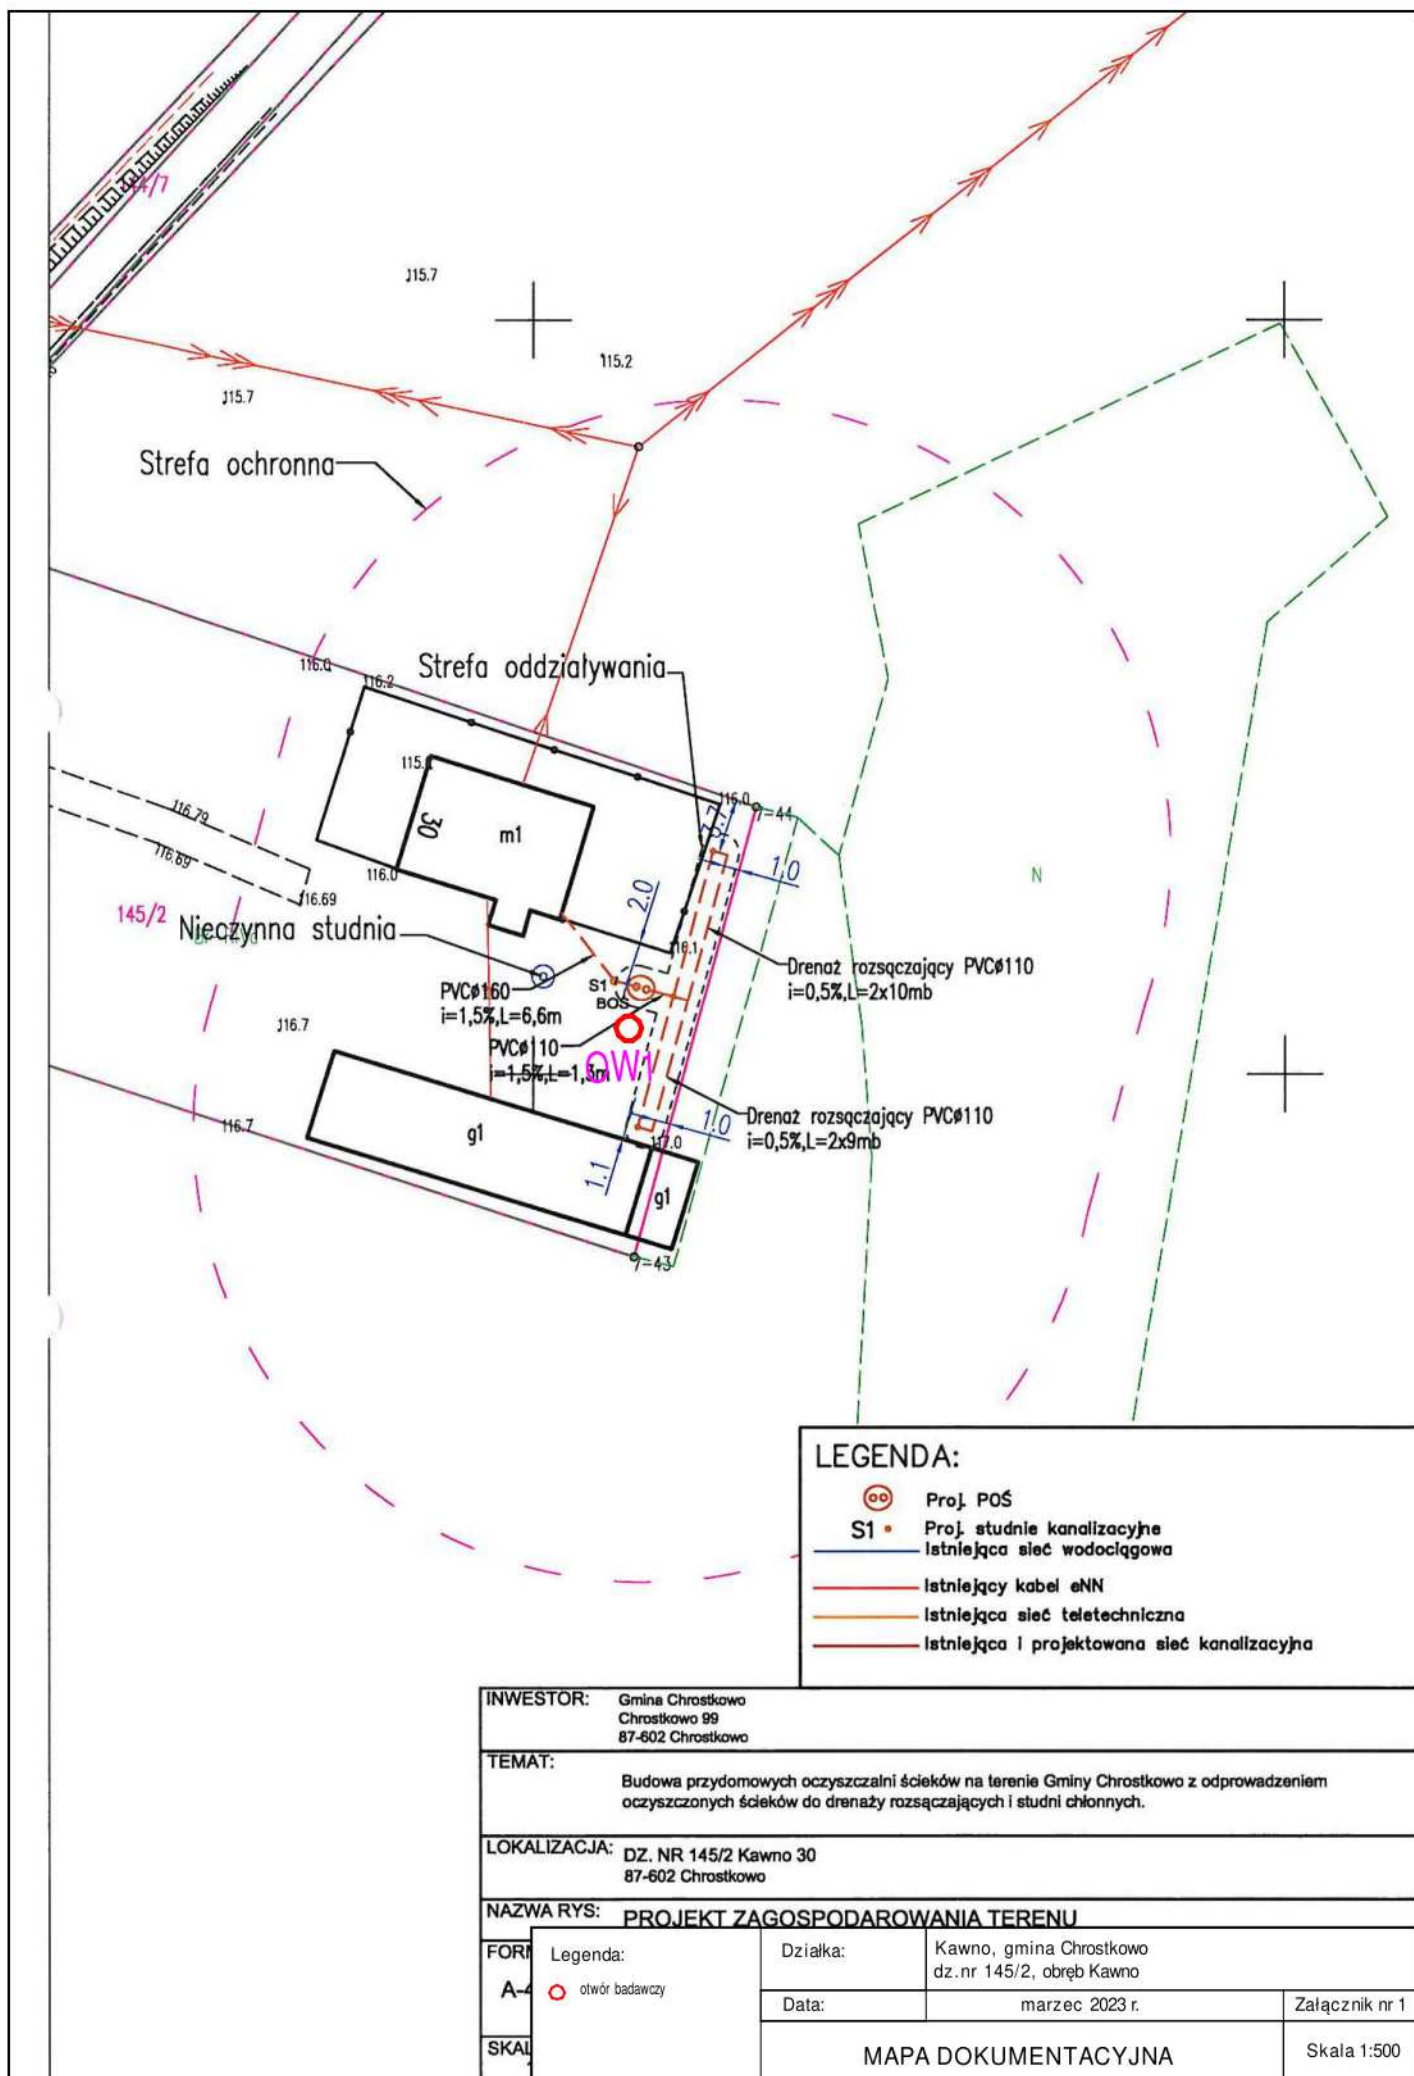 115.7
115.2
115.7
Strefa ochronna
Strefa oddziaływania
116.0
116.2
115.1
30
m1
116.0
7=44
3.7
1.0
2.0
116.79
116.69
116.69
116.0
145/2
Nieczynna studnia
N
116.1
Drenaż rozsączający PVCø110
i=0,5%,L=2x10mb
S1
BOŚ
PVCø160
i=1,5%,L=6,6m
116.7
PVCø110
i=1,5%,L=1,3m
OW1
Drenaż rozsączający PVCø110
i=0,5%,L=2x9mb
1.0
117.0
116.7
g1
1.1
g1
7=43
LEGENDA:
Proj. POŚ
S1 Proj. studnie kanalizacyjne
Istniejąca sieć wodociągowa
Istniejący kabel eNN
Istniejąca sieć teletechniczna
Istniejąca i projektowana sieć kanalizacyjna
INWESTOR: Gmina Chrostkowo
Chrostkowo 99
87-602 Chrostkowo
TEMAT:
Budowa przydomowych oczyszczalni ścieków na terenie Gminy Chrostkowo z odprowadzeniem
oczyszczonych ścieków do drenaży rozsączających i studni chłonnych.
LOKALIZACJA: DZ. NR 145/2 Kawno 30
87-602 Chrostkowo
NAZWA RYS: PROJEKT ZAGOSPODAROWANIA TERENU
Legenda:
otwór badawczy
Działka: Kawno, gmina Chrostkowo
dz.nr 145/2, obręb Kawno
Data: marzec 2023 r. Załącznik nr 1
MAPA DOKUMENTACYJNA Skala 1:500